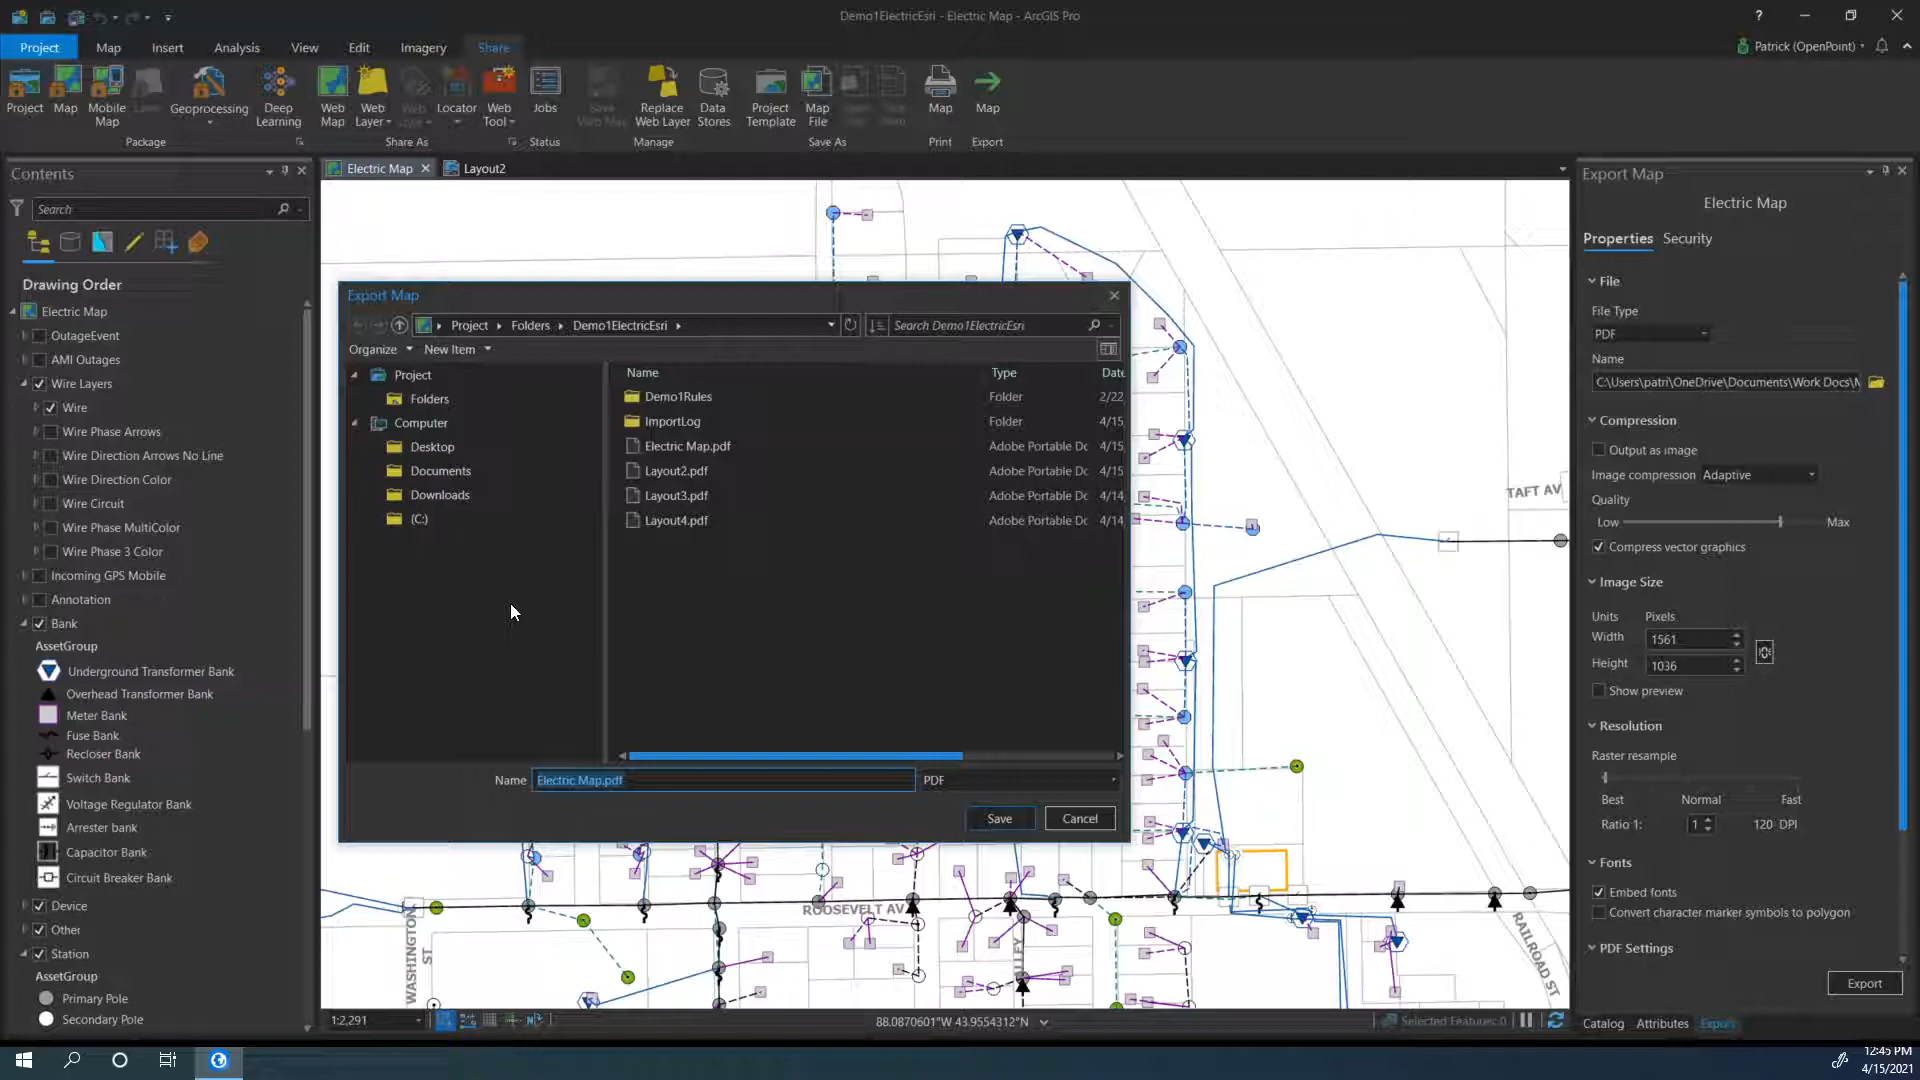 Demo1ElectricEsri - Electric Map - ArcGIS Pro
?
Project Map Insert Analysis View Edit Imagery Share
Patrick (OpenPoint)
Project
Map
Mobile Map
Geoprocessing
Deep Learning
Web Map
Web Layer
Locator
Web Tool
Jobs
Save Web Map
Replace Web Layer
Data Stores
Project Template
Map File
Map
Map
Package
Share As
Status
Manage
Save As
Print
Export
Contents
Search
Drawing Order
Electric Map
OutageEvent
AMI Outages
Wire Layers
Wire
Wire Phase Arrows
Wire Direction Arrows No Line
Wire Direction Color
Wire Circuit
Wire Phase MultiColor
Wire Phase 3 Color
Incoming GPS Mobile
Annotation
Bank
AssetGroup
Underground Transformer Bank
Overhead Transformer Bank
Meter Bank
Fuse Bank
Recloser Bank
Switch Bank
Voltage Regulator Bank
Arrester bank
Capacitor Bank
Circuit Breaker Bank
Device
Other
Station
AssetGroup
Primary Pole
Secondary Pole
Electric Map
Layout2
Export Map
Project Folders Demo1ElectricEsri
Search Demo1ElectricEsri
Organize New Item
Project
Folders
Computer
Desktop
Documents
Downloads
(C:)
Name Type Date
Demo1Rules Folder 2/22
ImportLog Folder 4/15
Electric Map.pdf Adobe Portable Dc 4/15
Layout2.pdf Adobe Portable Dc 4/15
Layout3.pdf Adobe Portable Dc 4/14
Layout4.pdf Adobe Portable Dc 4/14
Name Electric Map.pdf PDF
Save Cancel
TAFT AV
ROOSEVELT AV
WASHINGTON ST
RAILROAD ST
1:2,291
88.0870601°W 43.9554312°N
Selected Features: 0
Export Map
Electric Map
Properties Security
File
File Type
PDF
Name
C:\Users\patri\OneDrive\Documents\Work Docs\
Compression
Output as image
Image compression Adaptive
Quality
Low Max
Compress vector graphics
Image Size
Units Pixels
Width 1561
Height 1036
Show preview
Resolution
Raster resample
Best Normal Fast
Ratio 1: 1 120 DPI
Fonts
Embed fonts
Convert character marker symbols to polygon
PDF Settings
Export
Catalog Attributes Export
12:45 PM
4/15/2021